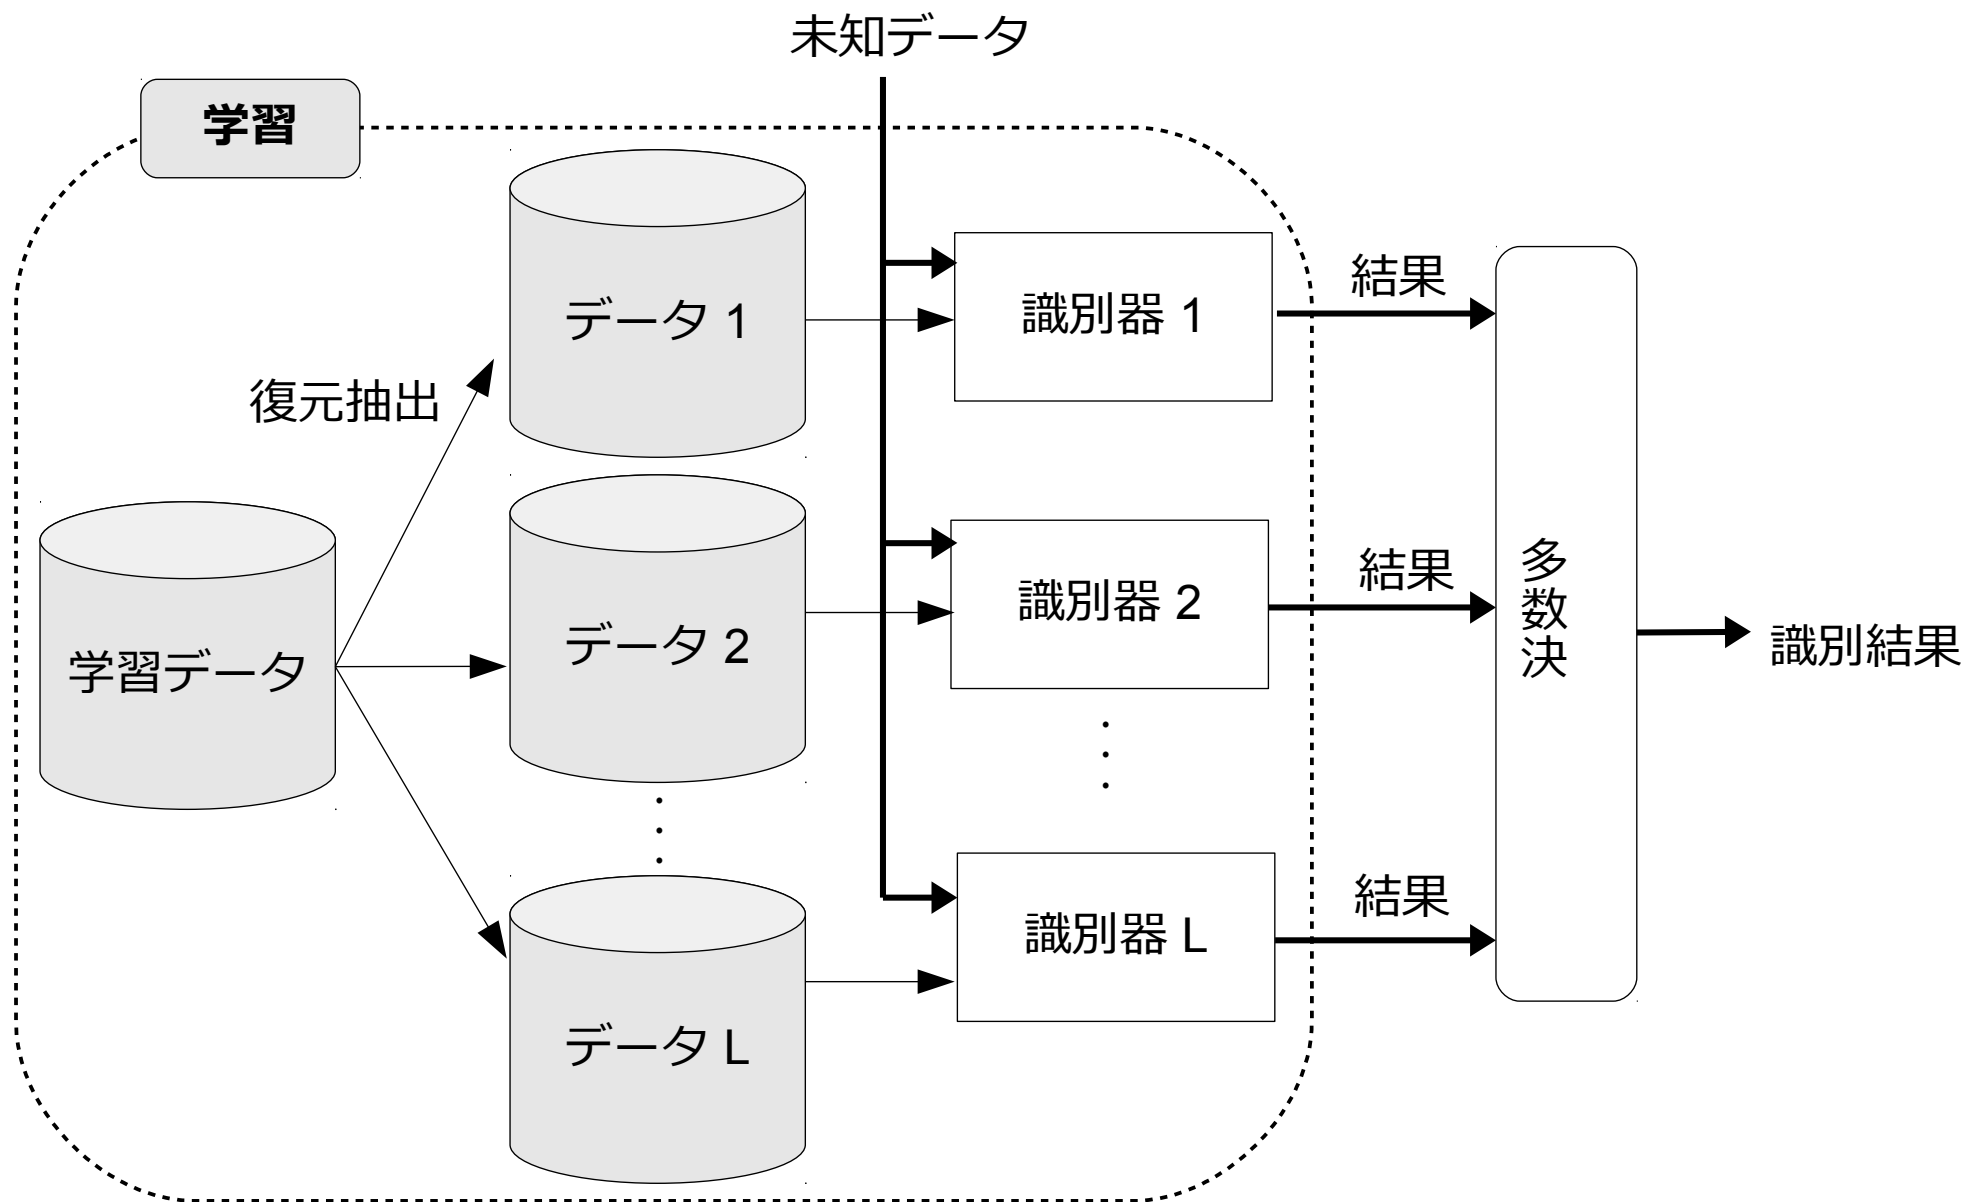 未知データ
学習
データ 1
識別器 1
結果
復元抽出
学習データ
データ 2
識別器 2
結果
多数決
識別結果
データ L
識別器 L
結果